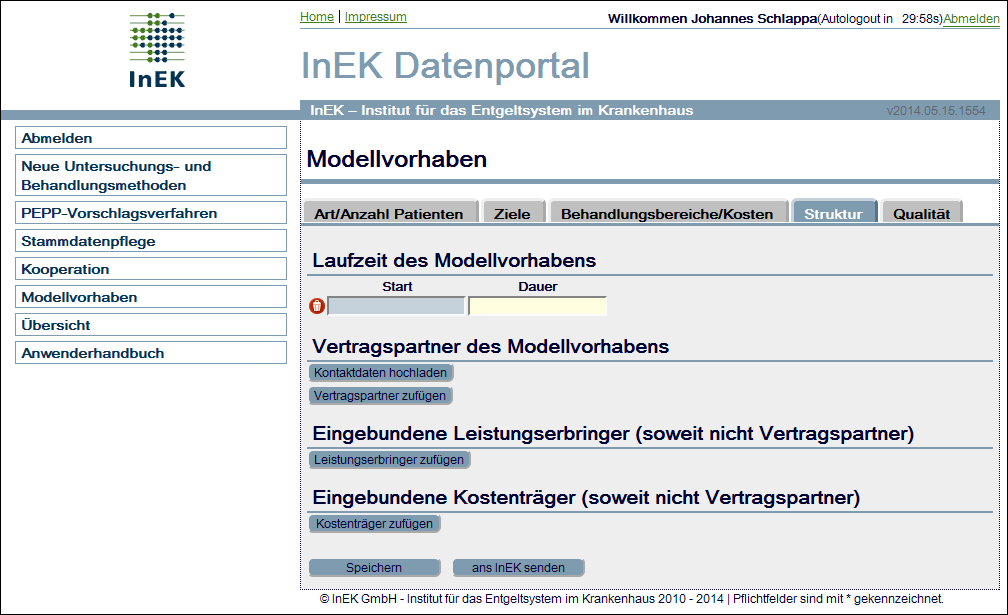 InEK
Home | Impressum
Willkommen Johannes Schlappa(Autologout in 29:58s)Abmelden
InEK Datenportal
InEK – Institut für das Entgeltsystem im Krankenhaus
v2014.05.15.1554
Abmelden
Neue Untersuchungs- und
Behandlungsmethoden
PEPP-Vorschlagsverfahren
Stammdatenpflege
Kooperation
Modellvorhaben
Übersicht
Anwenderhandbuch
Modellvorhaben
Art/Anzahl Patienten Ziele Behandlungsbereiche/Kosten Struktur Qualität
Laufzeit des Modellvorhabens
Start Dauer
Vertragspartner des Modellvorhabens
Kontaktdaten hochladen
Vertragspartner zufügen
Eingebundene Leistungserbringer (soweit nicht Vertragspartner)
Leistungserbringer zufügen
Eingebundene Kostenträger (soweit nicht Vertragspartner)
Kostenträger zufügen
Speichern ans InEK senden
© InEK GmbH - Institut für das Entgeltsystem im Krankenhaus 2010 - 2014 | Pflichtfelder sind mit * gekennzeichnet.